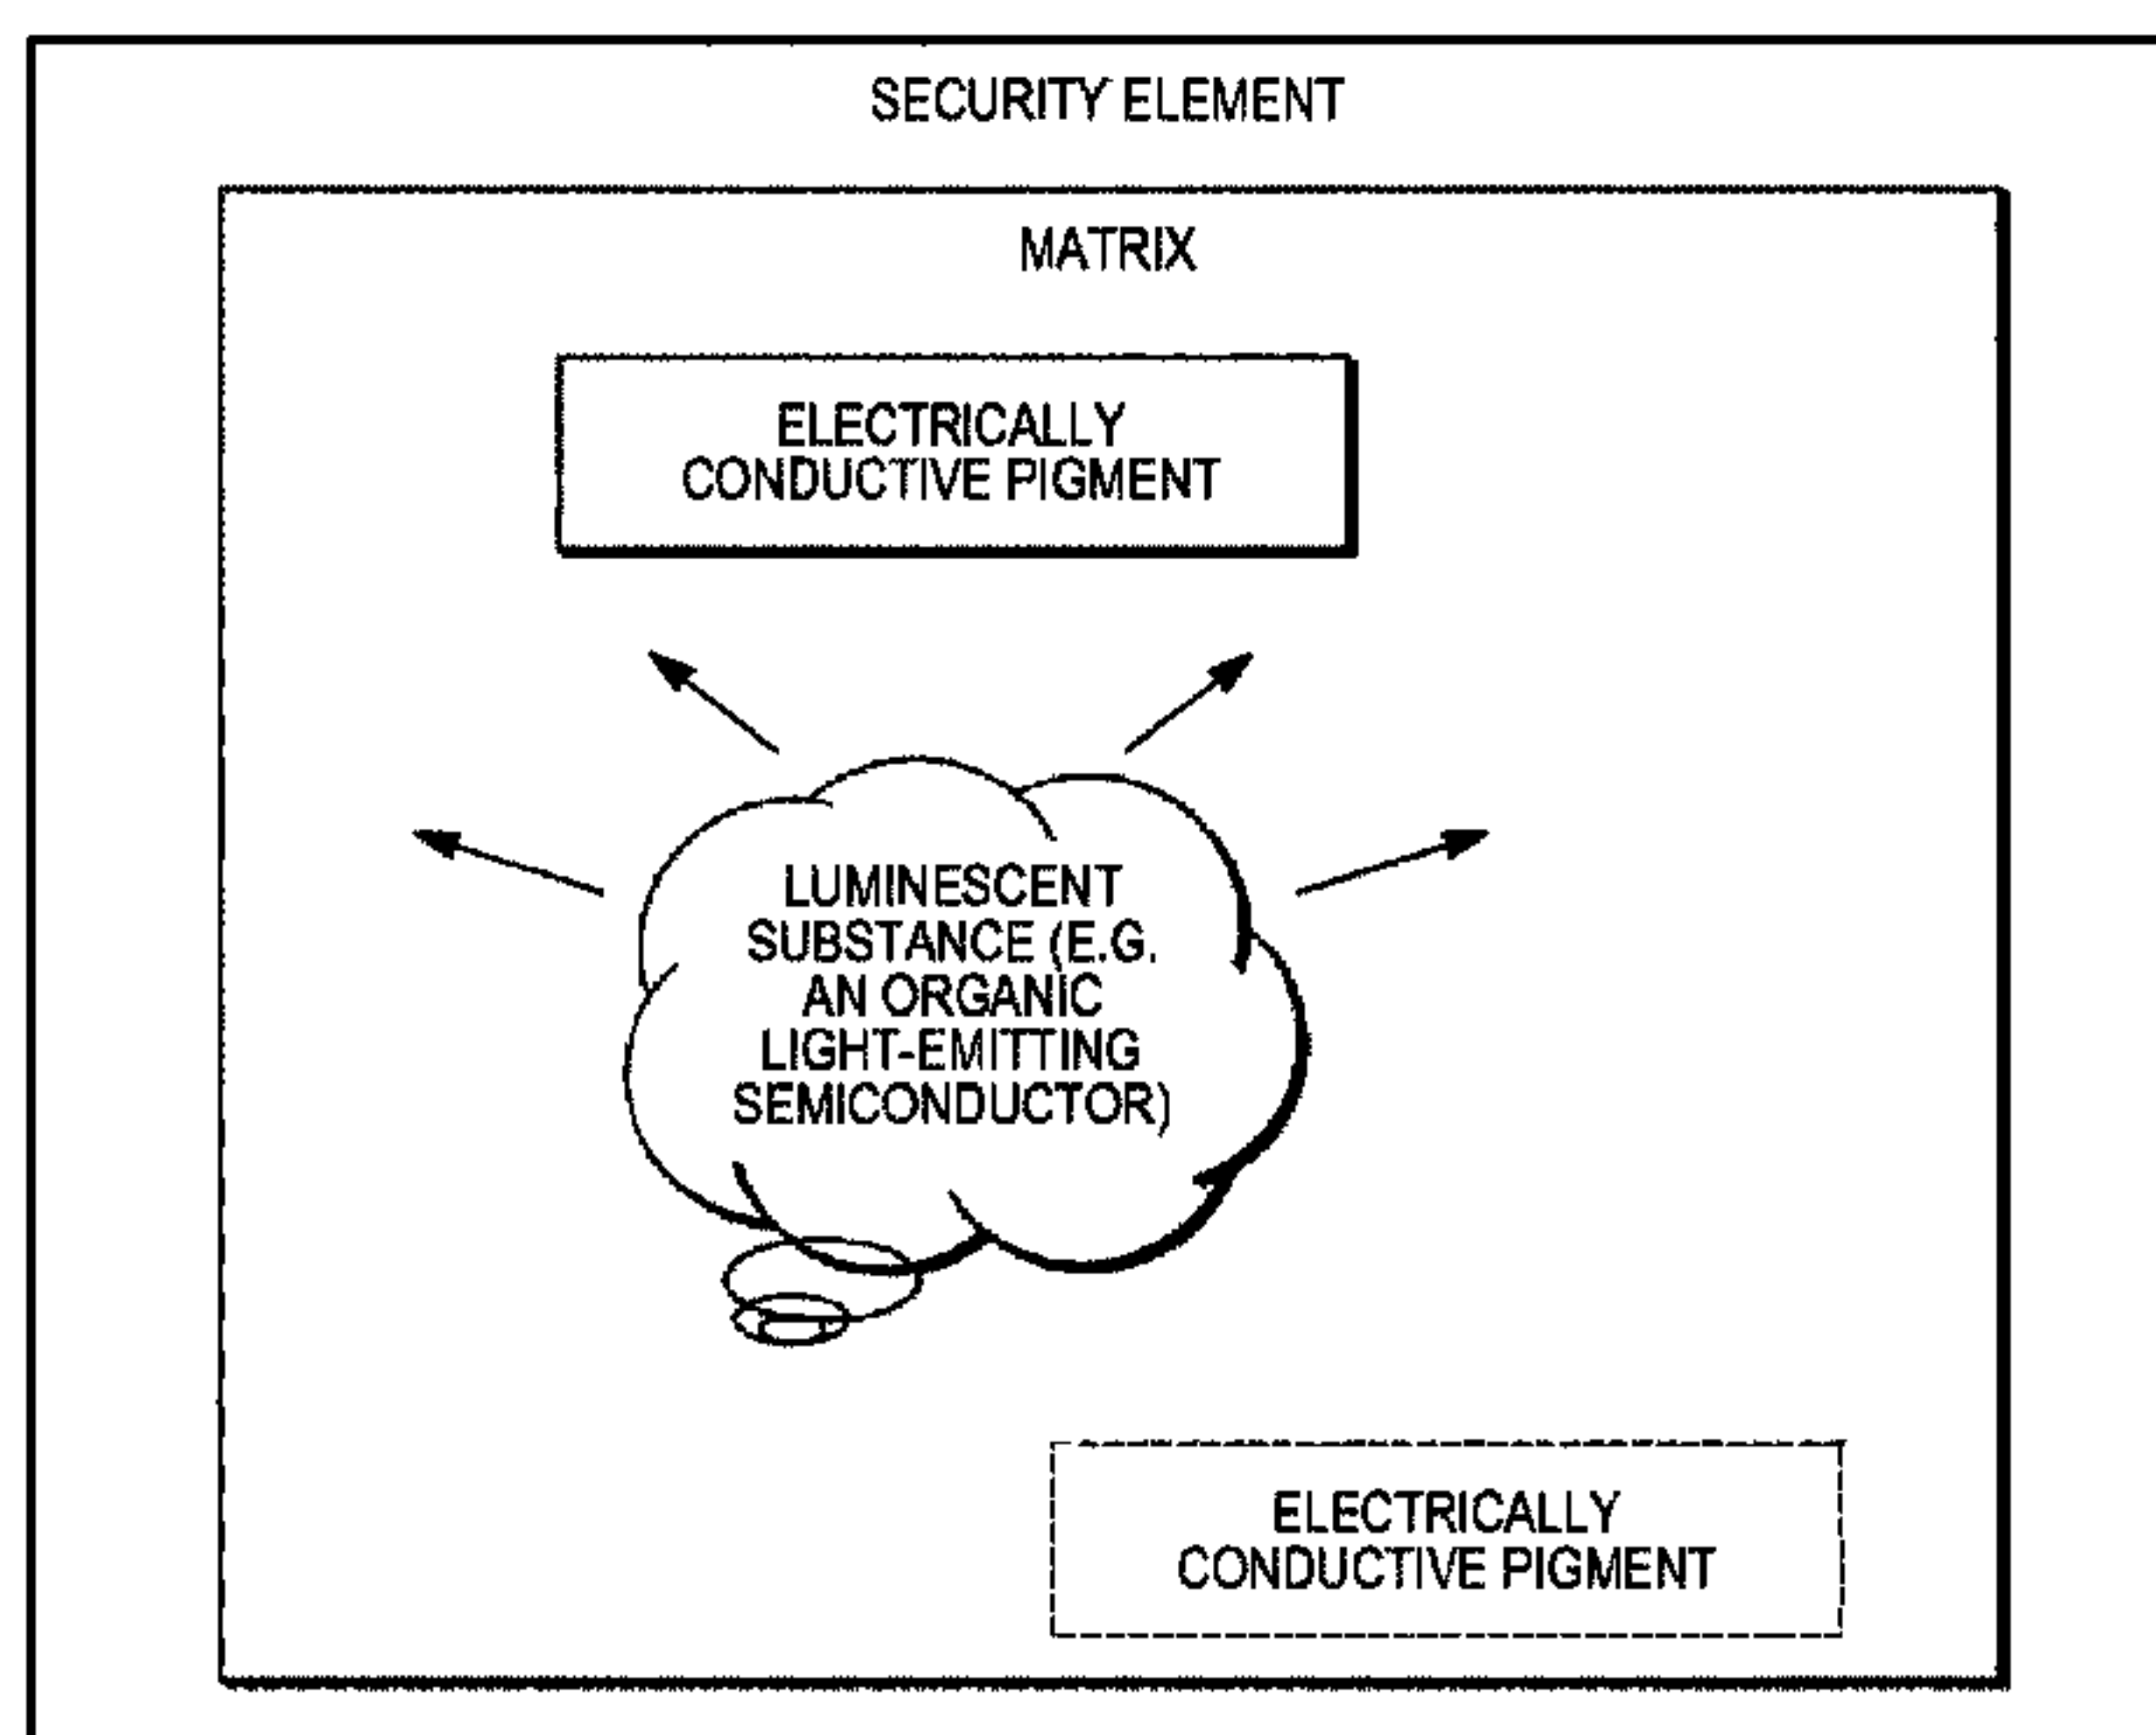 SECURITY ELEMENT
MATRIX
ELECTRICALLY
CONDUCTIVE PIGMENT
LUMINESCENT
SUBSTANCE (E.G.
AN ORGANIC
LIGHT-EMITTING
SEMICONDUCTOR)
ELECTRICALLY
CONDUCTIVE PIGMENT